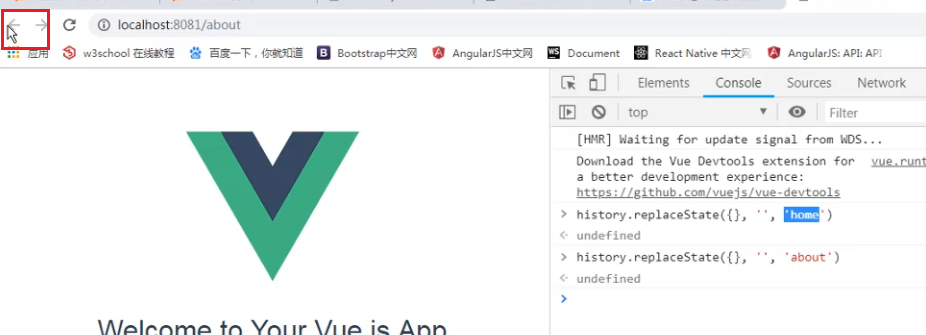 localhost:8081/about
应用 w3school 在线教程 百度一下，你就知道 Bootstrap中文网 AngularJS中文网 Document React Native 中文网 AngularJS: API: API
Elements Console Sources Network
top Filter
[HMR] Waiting for update signal from WDS...
Download the Vue Devtools extension for vue.runt
a better development experience:
https://github.com/vuejs/vue-devtools
> history.replaceState({}, '', 'home')
<· undefined
> history.replaceState({}, '', 'about')
<· undefined
>
Welcome to Your Vue.js App